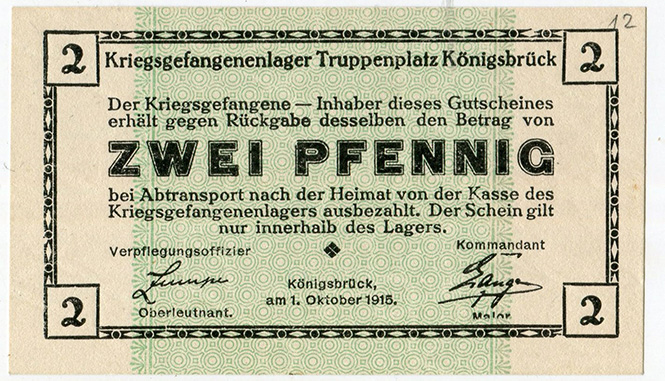 12
2 2
Kriegsgefangenenlager Truppenplatz Königsbrück
Der Kriegsgefangene — Inhaber dieses Gutscheines
erhält gegen Rückgabe desselben den Betrag von
ZWEI PFENNIG
bei Abtransport nach der Heimat von der Kasse des
Kriegsgefangenenlagers ausbezahlt. Der Schein gilt
nur innerhalb des Lagers.
Verpflegungsoffizier
Kommandant
Königsbrück,
am 1. Oktober 1915.
Oberleutnant.
Major
2 2